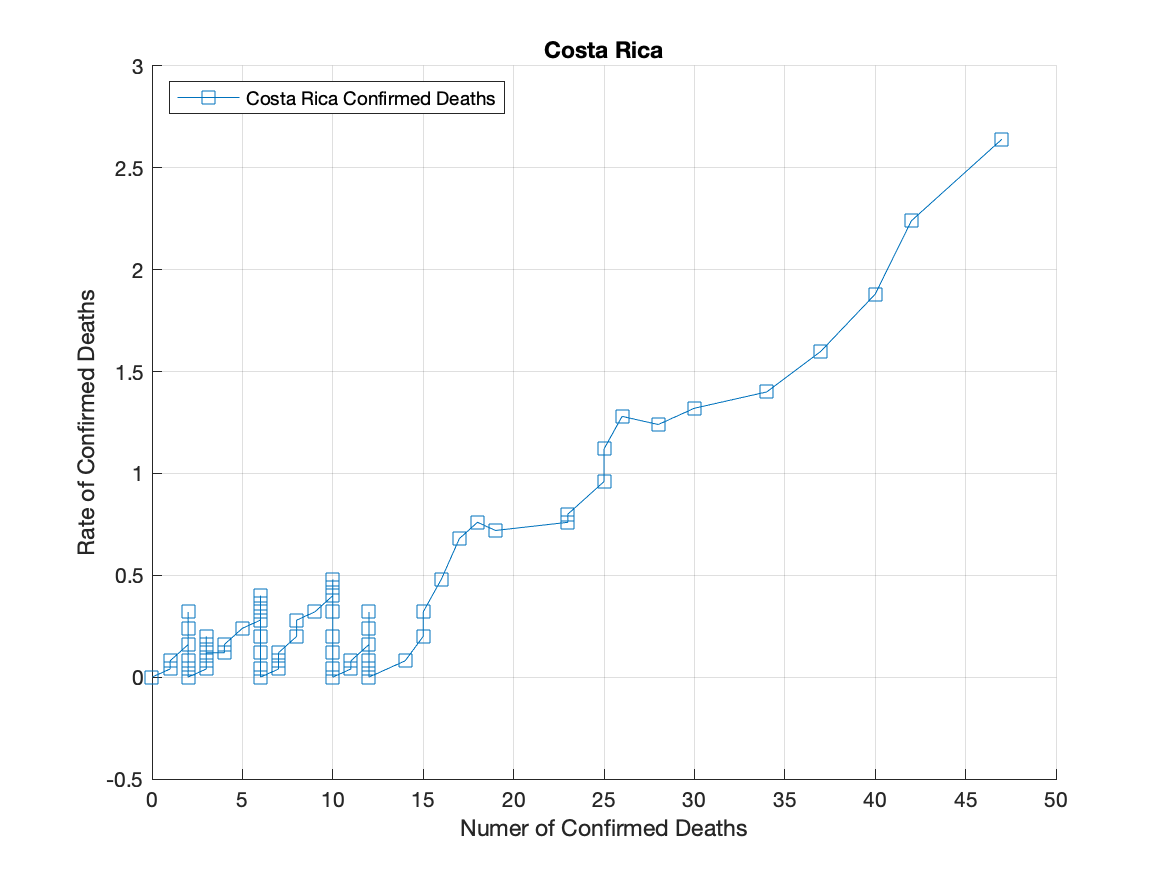 Costa Rica
Costa Rica Confirmed Deaths
3
2.5
2
1.5
1
0.5
0
-0.5
Rate of Confirmed Deaths
0 5 10 15 20 25 30 35 40 45 50
Numer of Confirmed Deaths